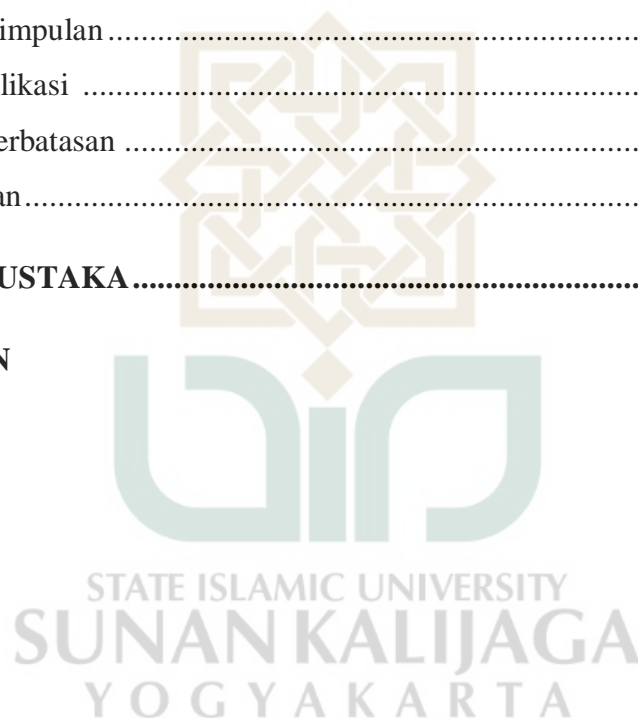 impulan ........................................................................
likasi ........................................................................
erbatasan ........................................................................
an ........................................................................
USTAKA ........................................................................
N
STATE ISLAMIC UNIVERSITY
SUNAN KALIJAGA
YOGYAKARTA